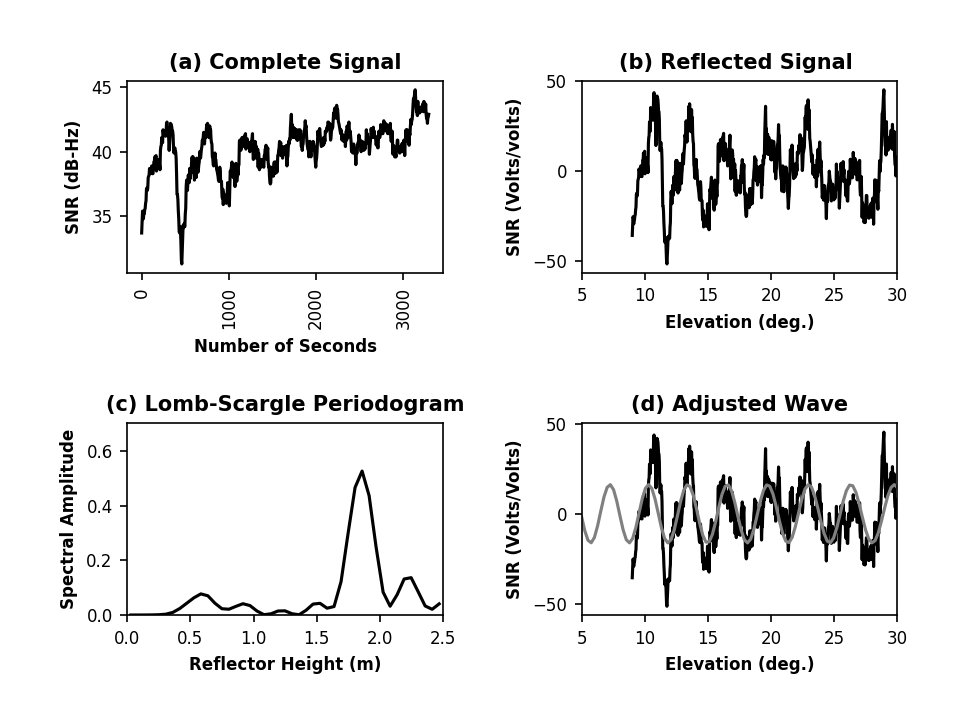 (a) Complete Signal
SNR (dB-Hz)
45
40
35
0
1000
2000
3000
Number of Seconds
(b) Reflected Signal
SNR (Volts/volts)
50
0
−50
5 10 15 20 25 30
Elevation (deg.)
(c) Lomb-Scargle Periodogram
Spectral Amplitude
0.6
0.4
0.2
0.0
0.0 0.5 1.0 1.5 2.0 2.5
Reflector Height (m)
(d) Adjusted Wave
SNR (Volts/Volts)
50
0
−50
5 10 15 20 25 30
Elevation (deg.)